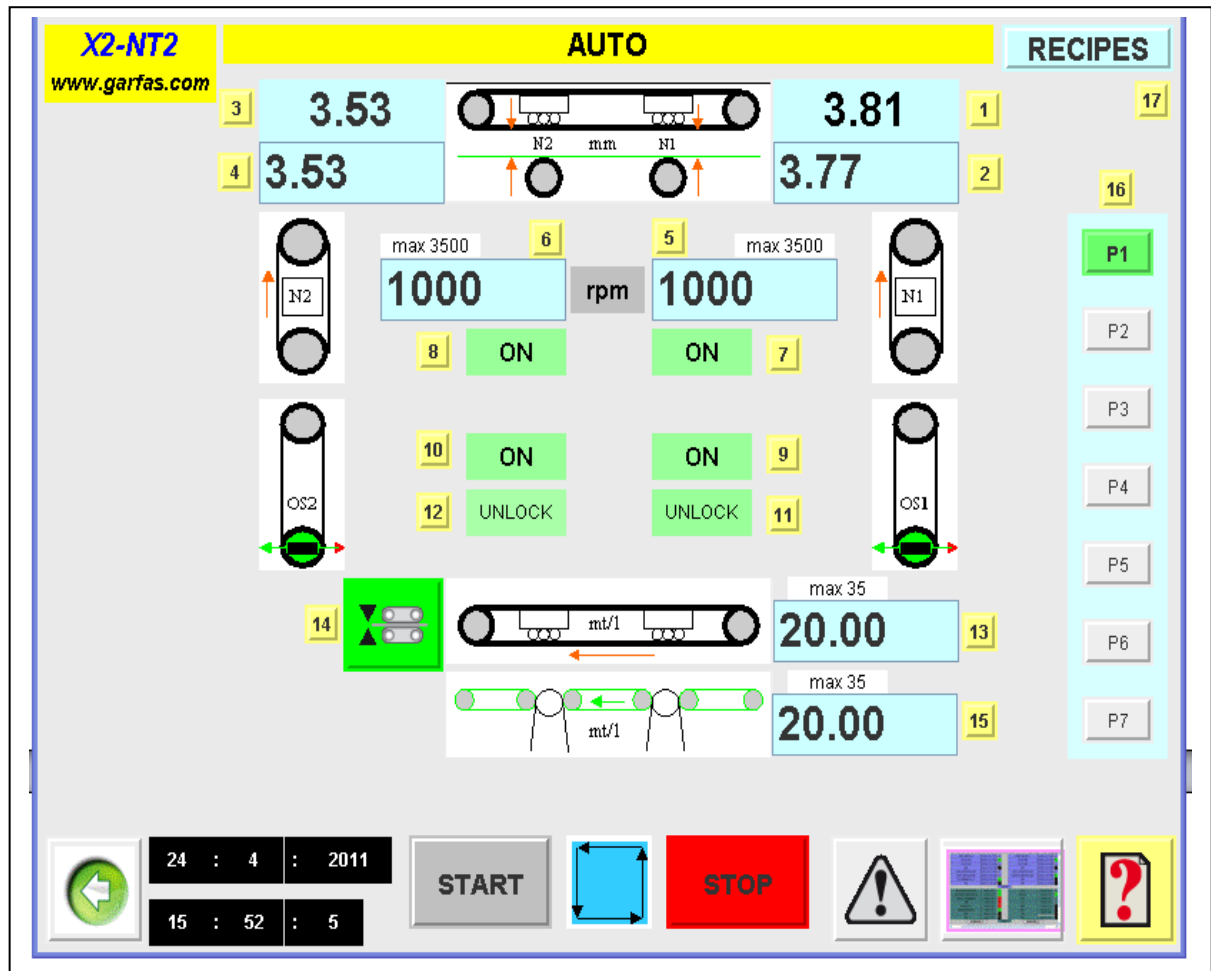 X2-NT2
AUTO
RECIPES
www.garfas.com
3
3.53
3.81
1
17
N2 mm N1
4
3.53
3.77
2
16
6
5
max 3500
max 3500
P1
N2
1000
rpm
1000
N1
P2
8
ON
ON
7
P3
10
ON
ON
9
P4
OS2
12
UNLOCK
UNLOCK
11
OS1
P5
max 35
14
mt/1
20.00
13
P6
max 35
mt/1
20.00
15
P7
24 : 4 : 2011
START
STOP
15 : 52 : 5